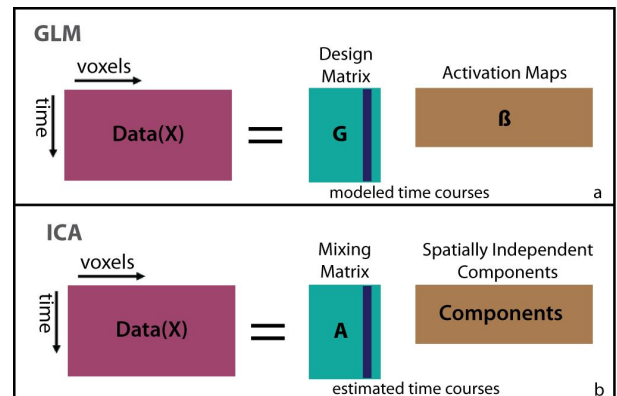 GLM
voxels
time
Data(X)
=
Design
Matrix
G
Activation Maps
ß
modeled time courses
a
ICA
voxels
time
Data(X)
=
Mixing
Matrix
A
Spatially Independent
Components
Components
estimated time courses
b